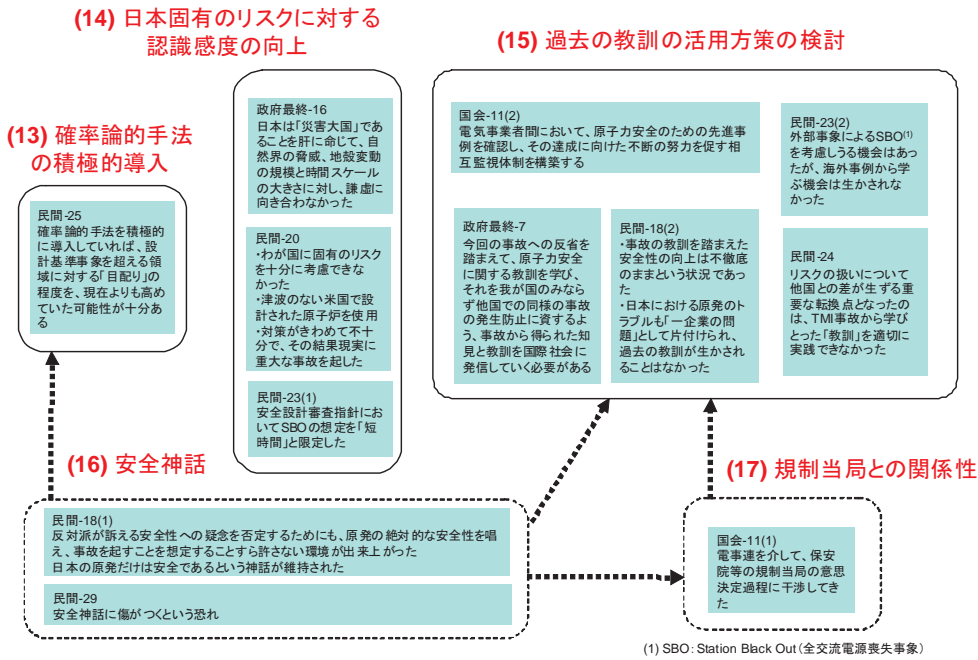 (14) 日本固有のリスクに対する
認識感度の向上
(15) 過去の教訓の活用方策の検討
(13) 確率論的手法
の積極的導入
民間-25
確率論的手法を積極的
に導入していれば、設
計基準事象を超える領
域に対する「目配り」の
程度を、現在よりも高め
ていた可能性が十分あ
る
政府最終-16
日本は「災害大国」であ
ることを肝に命じて、自
然界の脅威、地殻変動
の規模と時間スケール
の大きさに対し、謙虚に
向き合わなかった
民間-20
・わが国に固有のリスク
を十分に考慮できな
かった
・津波のない米国で設
計された原子炉を使用
・対策がきわめて不十
分で、その結果現実に
重大な事故を起した
民間-23(1)
安全設計審査指針にお
いてSBOの想定を「短
時間」と限定した
国会-11(2)
電気事業者間において、原子力安全のための先進事
例を確認し、その達成に向けた不断の努力を促す相
互監視体制を構築する
民間-23(2)
外部事象によるSBO(1)
を考慮しうる機会はあっ
たが、海外事例から学
ぶ機会は生かされな
かった
政府最終-7
今回の事故への反省を
踏まえて、原子力安全
に関する教訓を学び、
それを我が国のみなら
ず他国での同様の事故
の発生防止に資するよ
う、事故から得られた知
見と教訓を国際社会に
発信していく必要がある
民間-18(2)
・事故の教訓を踏まえた
安全性の向上は不徹底
のままという状況であっ
た
・日本における原発のト
ラブルも「一企業の問
題」として片付けられ、
過去の教訓が生かされ
ることはなかった
民間-24
リスクの扱いについて
他国との差が生ずる重
要な転換点となったの
は、TMI事故から学び
とった「教訓」を適切に
実践できなかった
(16) 安全神話
民間-18(1)
反対派が訴える安全性への疑念を否定するためにも、原発の絶対的な安全性を唱
え、事故を起すことを想定することすら許さない環境が出来上がった
日本の原発だけは安全であるという神話が維持された
民間-29
安全神話に傷がつくという恐れ
(17) 規制当局との関係性
国会-11(1)
電事連を介して、保安
院等の規制当局の意思
決定過程に干渉してき
た
(1) SBO: Station Black Out(全交流電源喪失事象)